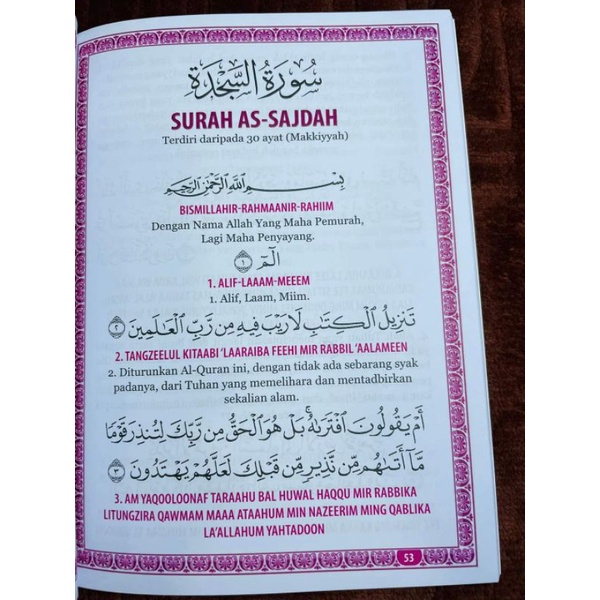 سُورَةُ السَّجْدَةِ
SURAH AS-SAJDAH
Terdiri daripada 30 ayat (Makkiyyah)
بِسْمِ اللَّهِ الرَّحْمَٰنِ الرَّحِيمِ
BISMILLAHIR-RAHMAANIR-RAHIIM
Dengan Nama Allah Yang Maha Pemurah,
Lagi Maha Penyayang.
الٓمٓ ١
1. ALIF-LAAAM-MEEEM
1. Alif, Laam, Miim.
تَنزِيلُ ٱلْكِتَٰبِ لَا رَيْبَ فِيهِ مِن رَّبِّ ٱلْعَٰلَمِينَ ٢
2. TANGZEELUL KITAABI ‘LAARAIBA FEEHI MIR RABBIL ‘AALAMEEN
2. Diturunkan Al-Quran ini, dengan tidak ada sebarang syak
padanya, dari Tuhan yang memelihara dan mentadbirkan
sekalian alam.
أَمْ يَقُولُونَ ٱفْتَرَىٰهُ ۚ بَلْ هُوَ ٱلْحَقُّ مِن رَّبِّكَ لِتُنذِرَ قَوْمًا
مَّآ أَتَىٰهُم مِّن نَّذِيرٍ مِّن قَبْلِكَ لَعَلَّهُمْ يَهْتَدُونَ ٣
3. AM YAQOOLOONAF TARAAHU BAL HUWAL HAQQU MIR RABBIKA
LITUNGZIRA QAWMAM MAAA ATAAHUM MIN NAZEERIM MING QABLIKA
LA’ALLAHUM YAHTADOON
53